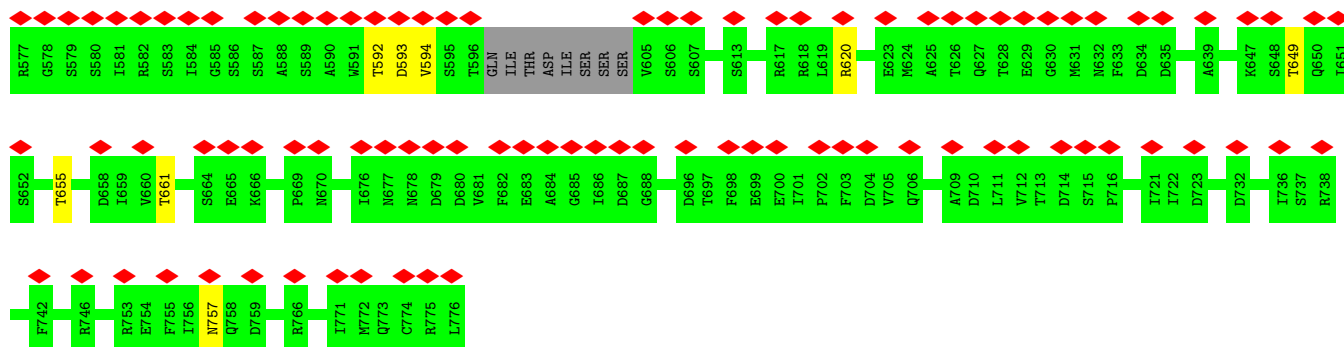 R577 G578 S579 S580 I581 R582 S583 I584 G585 S586 S587 A588 S589 A590 W591 T592 D593 V594 S595 T596 GLN ILE THR ASP ILE SER SER SER V605 S606 S607 S613 R617 R618 L619 R620 E623 M624 A625 T626 Q627 T628 E629 G630 M631 N632 F633 D634 D635 A639 K647 S648 T649 Q650 I651
S652 T655 D658 I659 V660 T661 S664 E665 K666 P669 N670 I676 N677 N678 D679 D680 V681 F682 E683 A684 G685 I686 D687 G688 D696 T697 F698 E699 E700 I701 P702 F703 D704 V705 Q706 A709 D710 L711 V712 T713 D714 S715 P716 I721 I722 D723 D732 I736 S737 R738
F742 R746 R753 E754 F755 I756 N757 Q758 D759 R766 I771 M772 Q773 C774 R775 L776